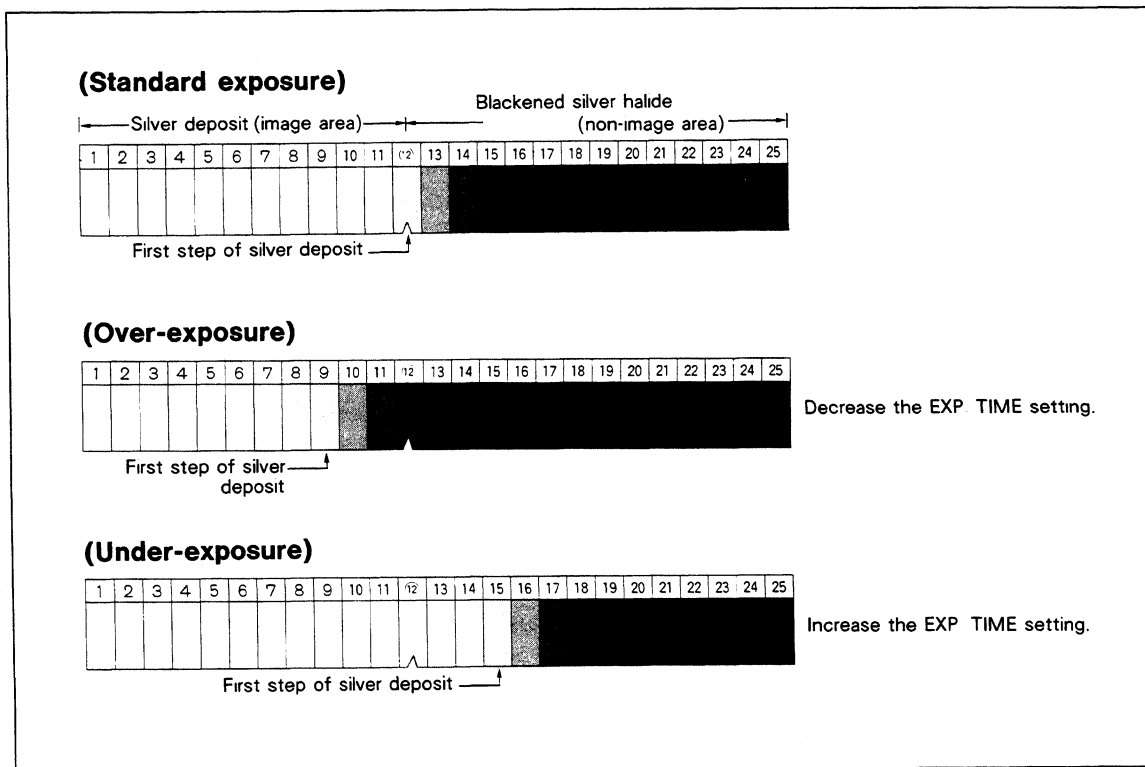 (Standard exposure)
Blackened silver halide
Silver deposit (image area)
(non-image area)
1 2 3 4 5 6 7 8 9 10 11 12 13 14 15 16 17 18 19 20 21 22 23 24 25
First step of silver deposit
(Over-exposure)
1 2 3 4 5 6 7 8 9 10 11 12 13 14 15 16 17 18 19 20 21 22 23 24 25
Decrease the EXP TIME setting.
First step of silver
deposit
(Under-exposure)
1 2 3 4 5 6 7 8 9 10 11 12 13 14 15 16 17 18 19 20 21 22 23 24 25
Increase the EXP TIME setting.
First step of silver deposit